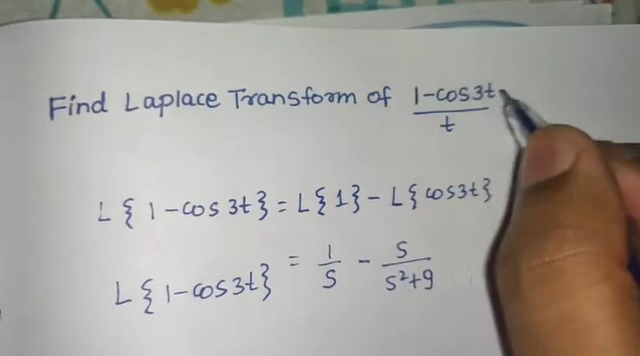 Find Laplace Transform of (1-cos3t)/t
L{1-cos3t} = L{1} - L{cos3t}
L{1-cos3t} = 1/s - s/(s²+9)